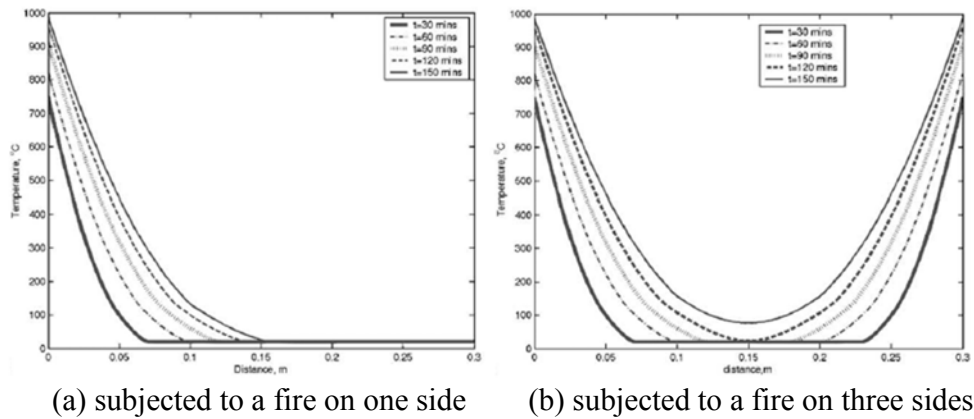 1000
900
800
700
600
500
400
300
200
100
0
Temperature, °C
t=30 mins
t=60 mins
t=90 mins
t=120 mins
t=150 mins
0
0.05
0.1
0.15
0.2
0.25
0.3
Distance, m
(a) subjected to a fire on one side
1000
900
800
700
600
500
400
300
200
100
0
Temperature, °C
t=30 mins
t=60 mins
t=90 mins
t=120 mins
t=150 mins
0
0.05
0.1
0.15
0.2
0.25
0.3
distance,m
(b) subjected to a fire on three sides